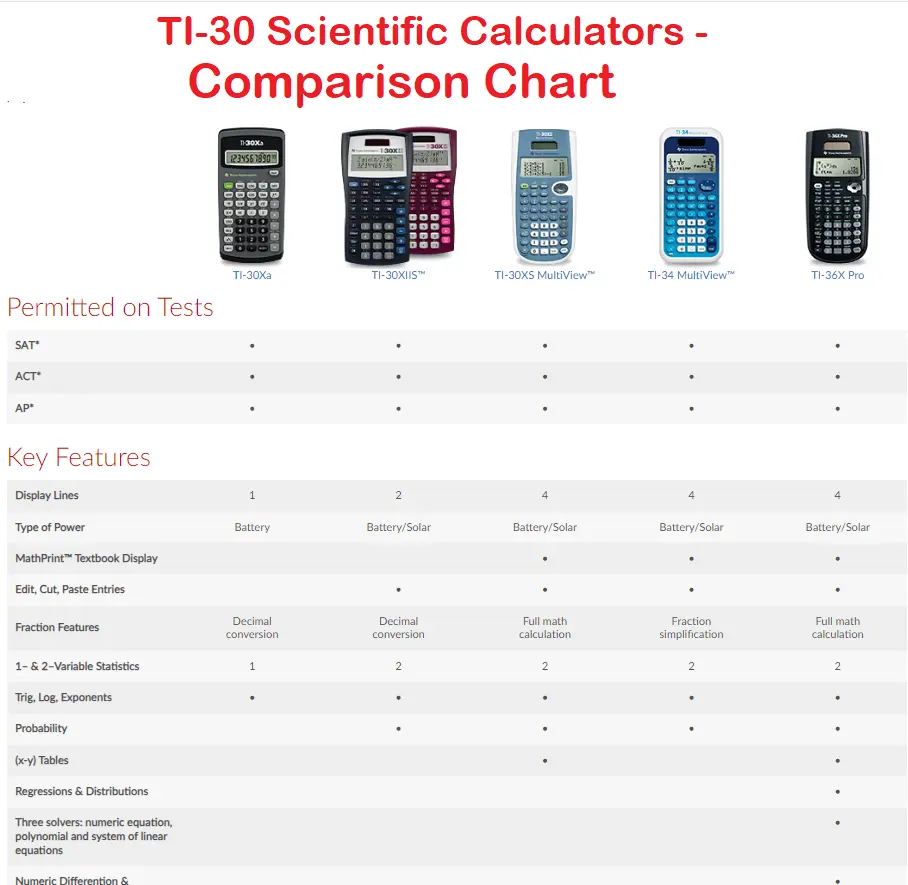 TI-30 Scientific Calculators -
Comparison Chart
TI-30Xa TI-30XIIS™ TI-30XS MultiView™ TI-34 MultiView™ TI-36X Pro
Permitted on Tests
SAT* • • • • •
ACT* • • • • •
AP* • • • • •
Key Features
Display Lines 1 2 4 4 4
Type of Power Battery Battery/Solar Battery/Solar Battery/Solar Battery/Solar
MathPrint™ Textbook Display • • •
Edit, Cut, Paste Entries • • • •
Fraction Features Decimal conversion Decimal conversion Full math calculation Fraction simplification Full math calculation
1– & 2–Variable Statistics 1 2 2 2 2
Trig, Log, Exponents • • • • •
Probability • • • •
(x-y) Tables • •
Regressions & Distributions •
Three solvers: numeric equation, •
polynomial and system of linear
equations
Numeric Differention & •